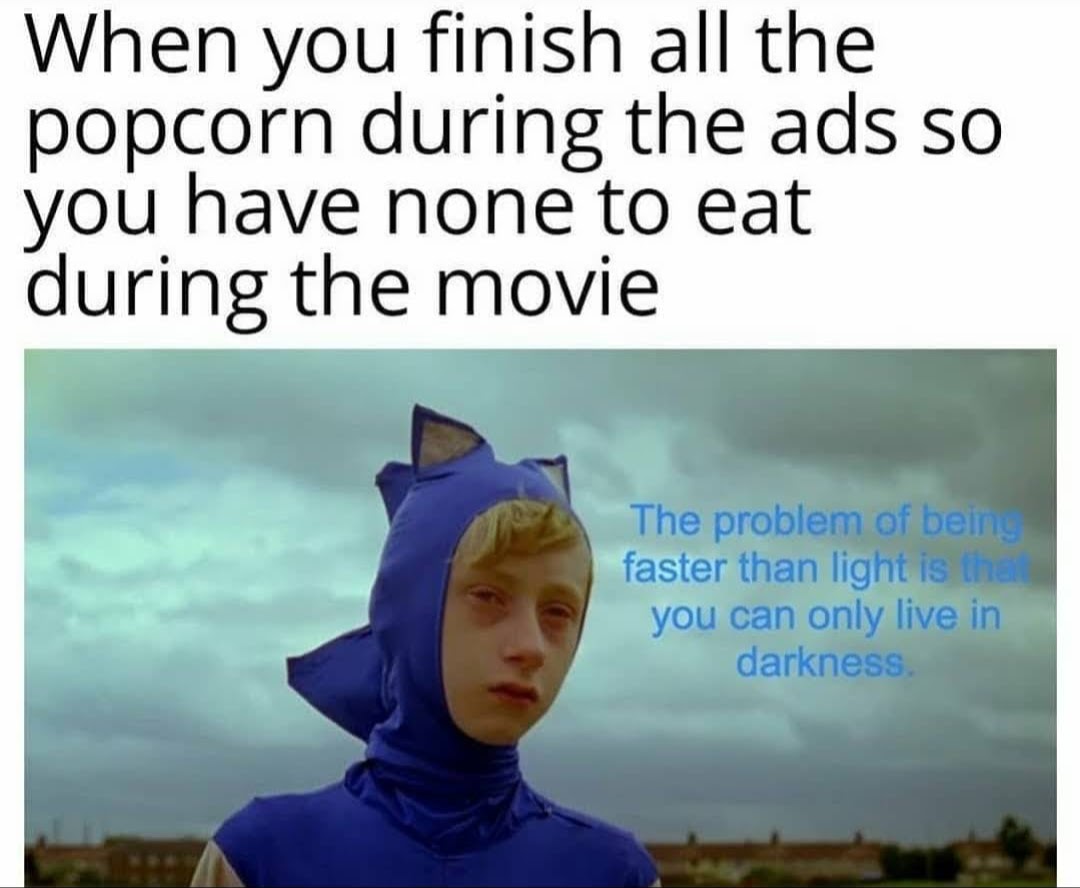 When you finish all the
popcorn during the ads so
you have none to eat
during the movie
The problem of being
faster than light is that
you can only live in
darkness.